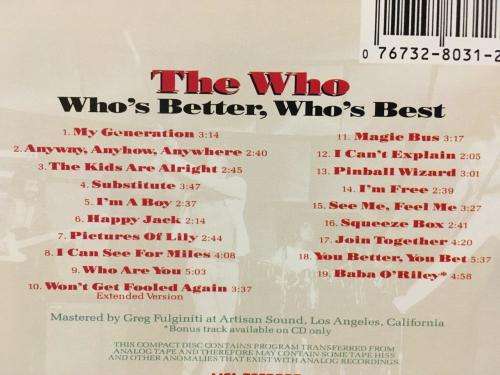 0 76732-8031-2
The Who
Who's Better, Who's Best
1. My Generation 3:14
2. Anyway, Anyhow, Anywhere 2:40
3. The Kids Are Alright 2:45
4. Substitute 3:47
5. I'm A Boy 2:37
6. Happy Jack 2:14
7. Pictures Of Lily 2:44
8. I Can See For Miles 4:08
9. Who Are You 5:03
10. Won't Get Fooled Again 3:37
Extended Version
11. Magic Bus 3:17
12. I Can't Explain 2:05
13. Pinball Wizard 3:01
14. I'm Free 2:39
15. See Me, Feel Me 3:27
16. Squeeze Box 2:41
17. Join Together 4:20
18. You Better, You Bet 5:37
19. Baba O'Riley* 4:58
Mastered by Greg Fulginiti at Artisan Sound, Los Angeles, California
*Bonus track available on CD only
THIS COMPACT DISC CONTAINS PROGRAM TRANSFERRED FROM
ANALOG TAPE AND THEREFORE MAY CONTAIN SOME TAPE HISS
AND OTHER ANOMALIES THAT EXIST WITH ANALOG RECORDINGS.